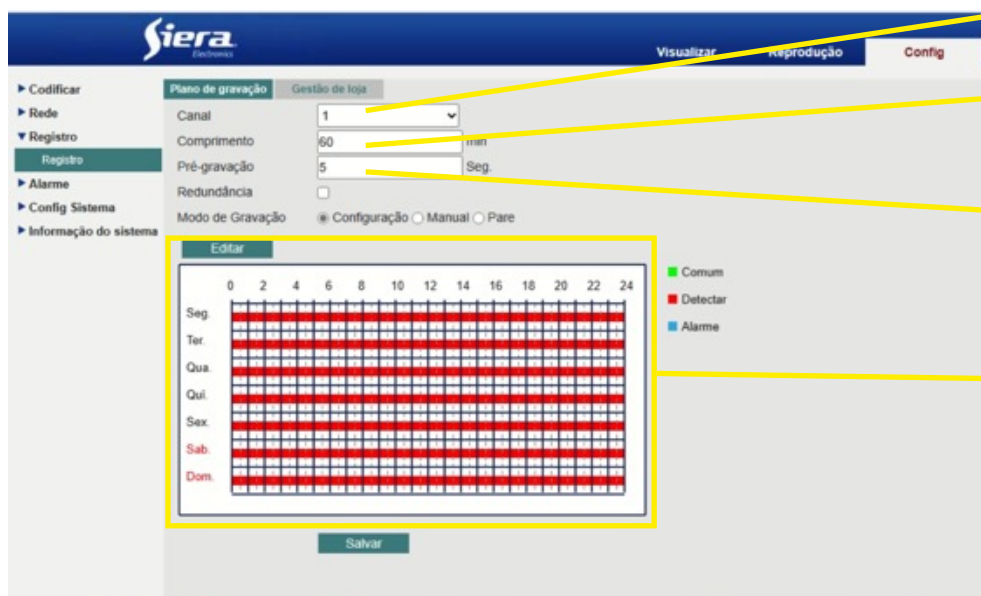 Siera
Electronics
Visualizar Reprodução Config
Codificar
Rede
Registro
Registro
Alarme
Config Sistema
Informação do sistema
Plano de gravação Gestão de loja
Canal 1
Comprimento 60 min
Pré-gravação 5 Seg.
Redundância
Modo de Gravação Configuração Manual Pare
Editar
0 2 4 6 8 10 12 14 16 18 20 22 24
Seg.
Ter.
Qua.
Qui.
Sex.
Sab.
Dom.
Comum
Detectar
Alarme
Salvar